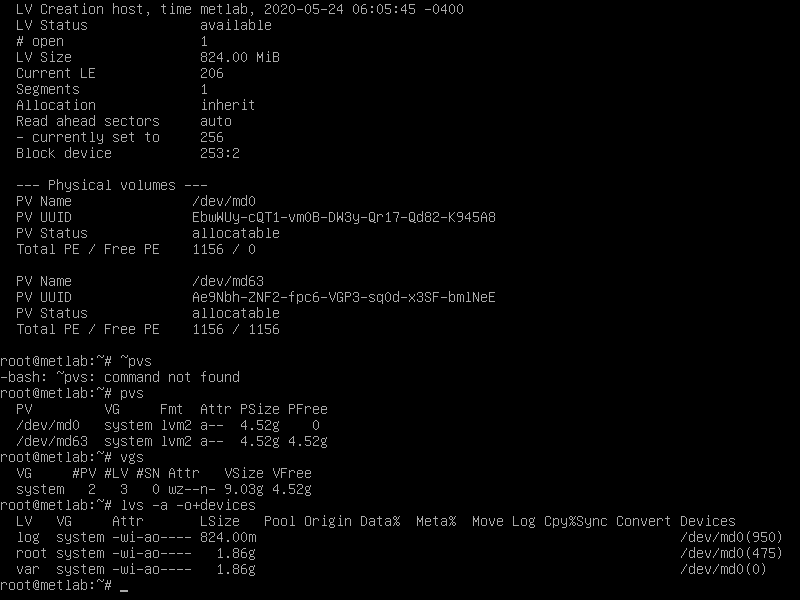 LV Creation host, time metlab, 2020-05-24 06:05:45 -0400
  LV Status              available
  # open                 1
  LV Size                824.00 MiB
  Current LE             206
  Segments               1
  Allocation             inherit
  Read ahead sectors     auto
  - currently set to     256
  Block device           253:2

  --- Physical volumes ---
  PV Name               /dev/md0
  PV UUID               EbwWUy-cQT1-vm0B-DW3y-Qr17-Qd82-K945A8
  PV Status             allocatable
  Total PE / Free PE    1156 / 0

  PV Name               /dev/md63
  PV UUID               Ae9Nbh-ZNF2-fpc6-VGP3-sq0d-x3SF-bmlNeE
  PV Status             allocatable
  Total PE / Free PE    1156 / 1156

root@metlab:~# ~pvs
-bash: ~pvs: command not found
root@metlab:~# pvs
  PV         VG     Fmt  Attr PSize PFree
  /dev/md0   system lvm2 a--  4.52g    0
  /dev/md63  system lvm2 a--  4.52g 4.52g
root@metlab:~# vgs
  VG     #PV #LV #SN Attr   VSize VFree
  system   2   3   0 wz--n- 9.03g 4.52g
root@metlab:~# lvs -a -o+devices
  LV   VG     Attr       LSize   Pool Origin Data%  Meta%  Move Log Cpy%Sync Convert Devices
  log  system -wi-ao---- 824.00m                                                     /dev/md0(950)
  root system -wi-ao----   1.86g                                                     /dev/md0(475)
  var  system -wi-ao----   1.86g                                                     /dev/md0(0)
root@metlab:~# _